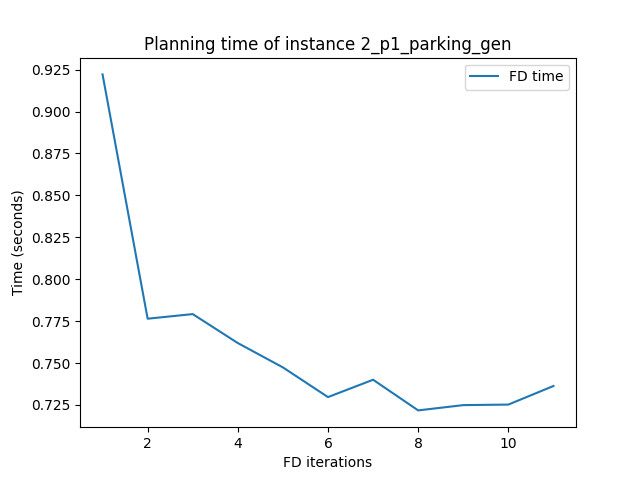 Planning time of instance 2_p1_parking_gen
FD time
0.925
0.900
0.875
0.850
0.825
0.800
0.775
0.750
0.725
Time (seconds)
2 4 6 8 10
FD iterations